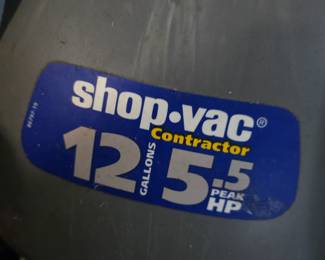 shop•vac®
Contractor
12 GALLONS 5.5 PEAK HP